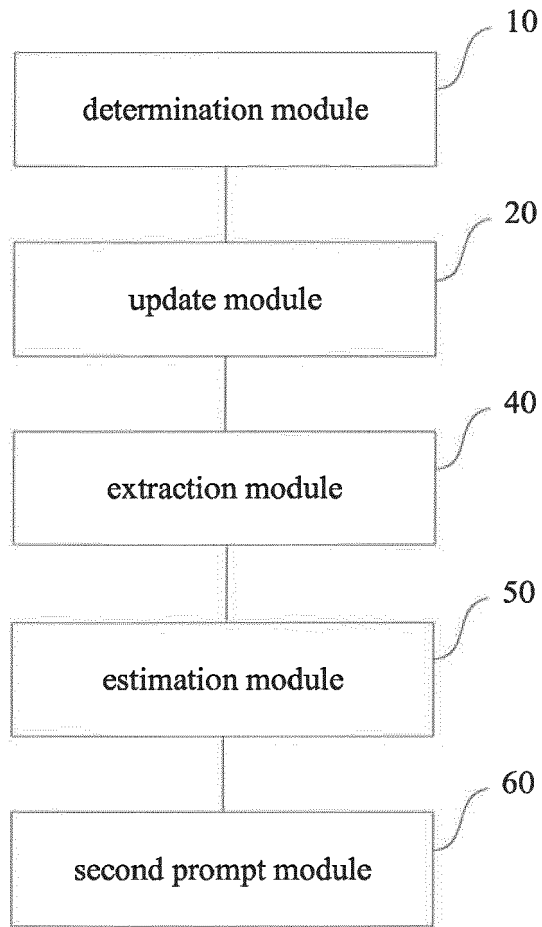 10
determination module
20
update module
40
extraction module
50
estimation module
60
second prompt module